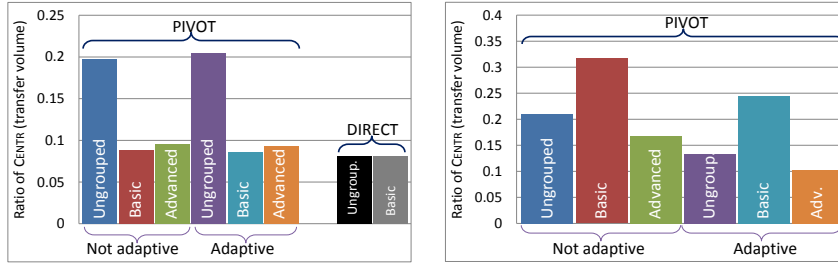 PIVOT
Ratio of CENTR (transfer volume)
0.25
0.2
0.15
0.1
0.05
0
Ungrouped
Basic
Advanced
Ungrouped
Basic
Advanced
DIRECT
Ungroup.
Basic
Not adaptive
Adaptive
PIVOT
Ratio of CENTR (transfer volume)
0.4
0.35
0.3
0.25
0.2
0.15
0.1
0.05
0
Ungrouped
Basic
Advanced
Ungroup.
Basic
Adv.
Not adaptive
Adaptive